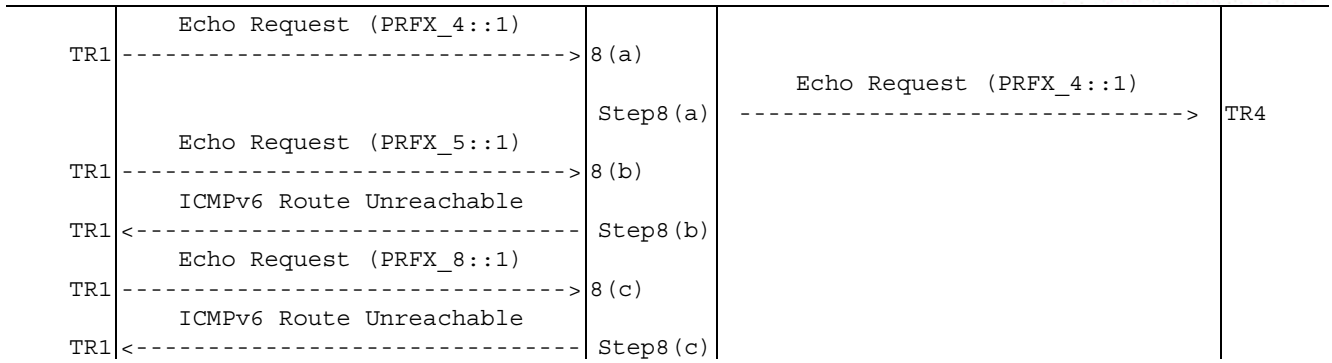 Echo Request (PRFX_4::1)
TR1 ------------------------------->8(a)
Echo Request (PRFX_4::1)
Step8(a) -------------------------------> TR4
Echo Request (PRFX_5::1)
TR1 ------------------------------->8(b)
ICMPv6 Route Unreachable
TR1<------------------------------- Step8(b)
Echo Request (PRFX_8::1)
TR1 ------------------------------->8(c)
ICMPv6 Route Unreachable
TR1<------------------------------- Step8(c)